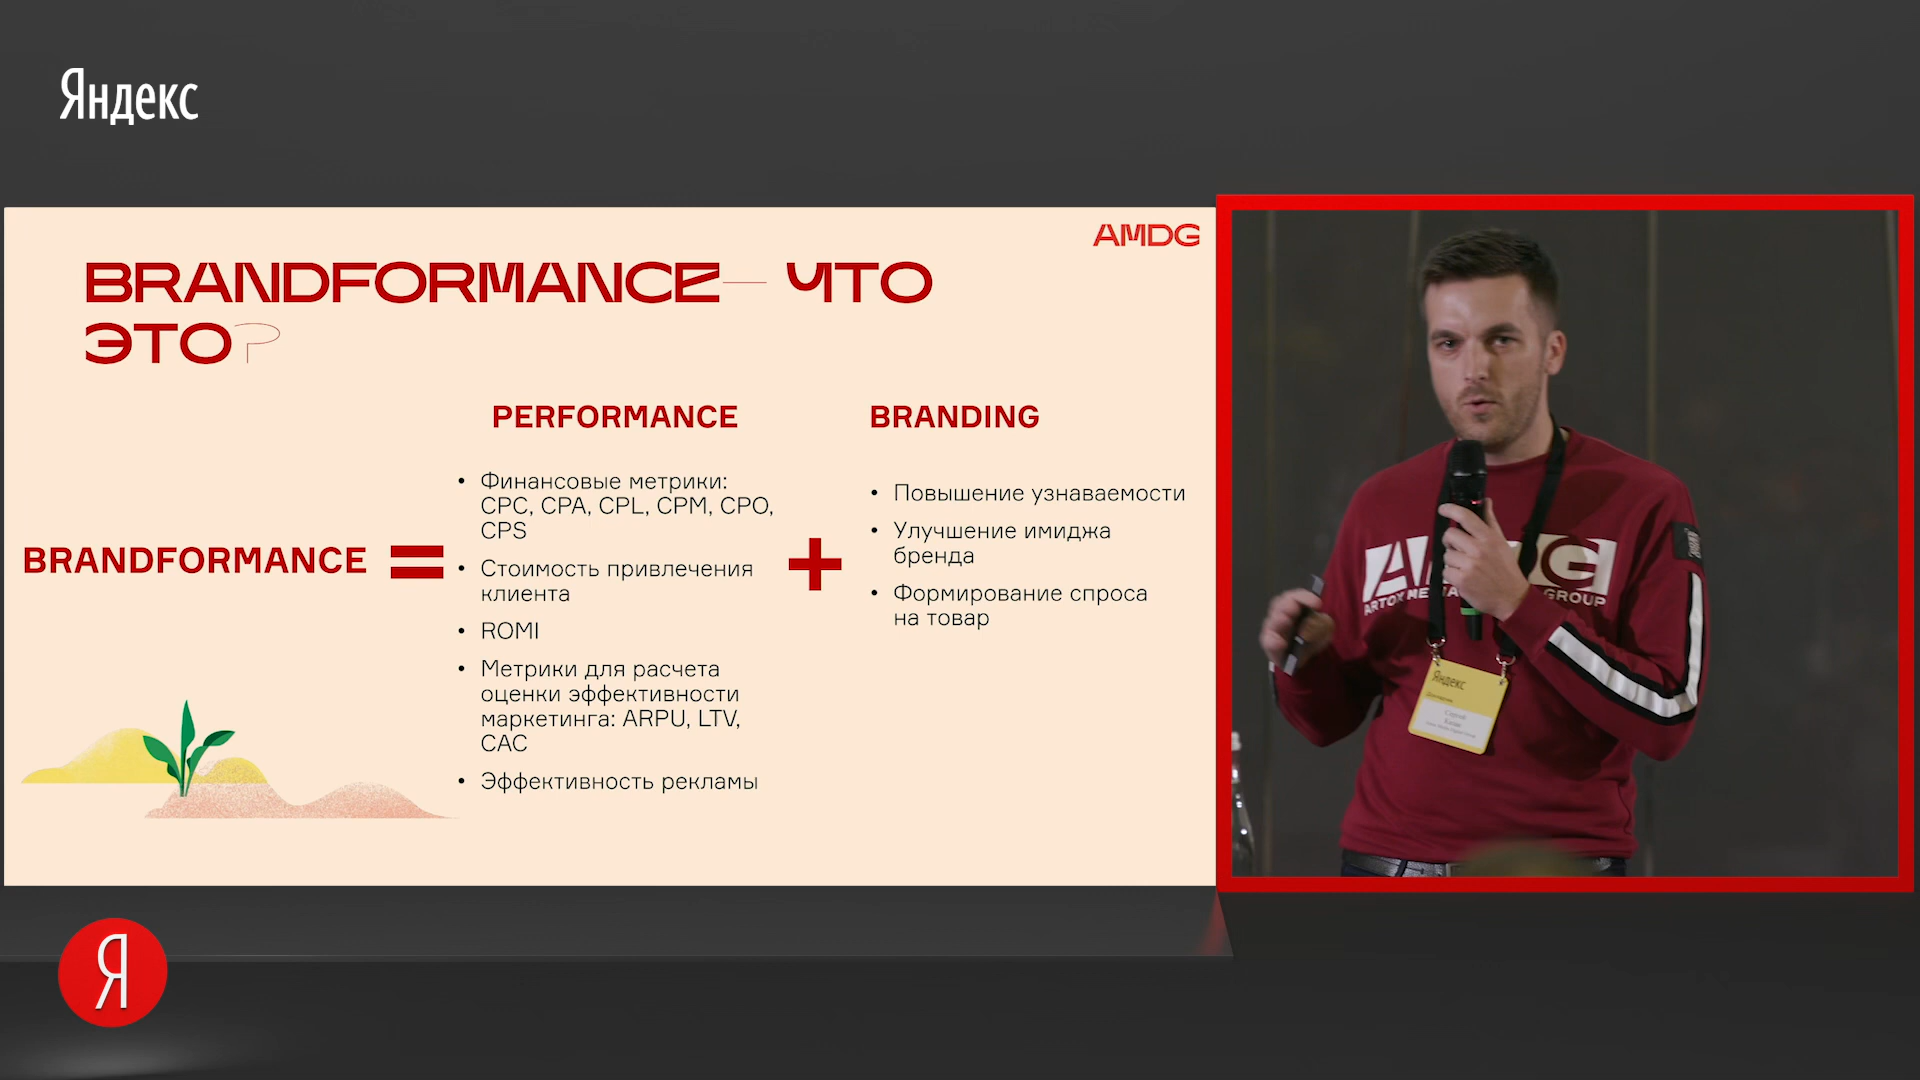 Яндекс
AMDG
BRANDFORMANCE— ЧТО
ЭТО?
PERFORMANCE
BRANDING
BRANDFORMANCE
=
• Финансовые метрики:
CPC, CPA, CPL, CPM, CPO,
CPS
• Стоимость привлечения
клиента
• ROMI
• Метрики для расчета
оценки эффективности
маркетинга: ARPU, LTV,
CAC
• Эффективность рекламы
+
• Повышение узнаваемости
• Улучшение имиджа
бренда
• Формирование спроса
на товар
GROUP
Яндекс
Я